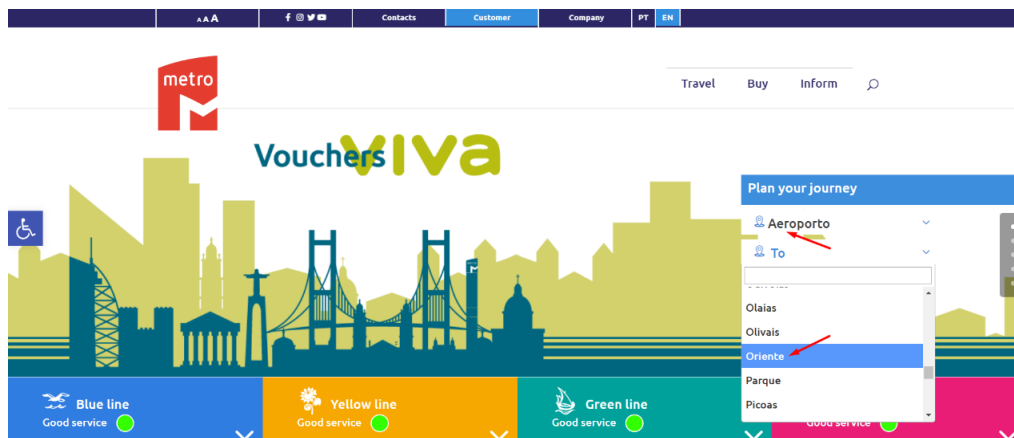 A A A
Contacts
Customer
Company
PT
EN
metro
M
Travel
Buy
Inform
Vouchers VIVA
Plan your journey
Aeroporto
To
Olaias
Olivais
Oriente
Parque
Picoas
Blue line
Good service
Yellow line
Good service
Green line
Good service
Good service